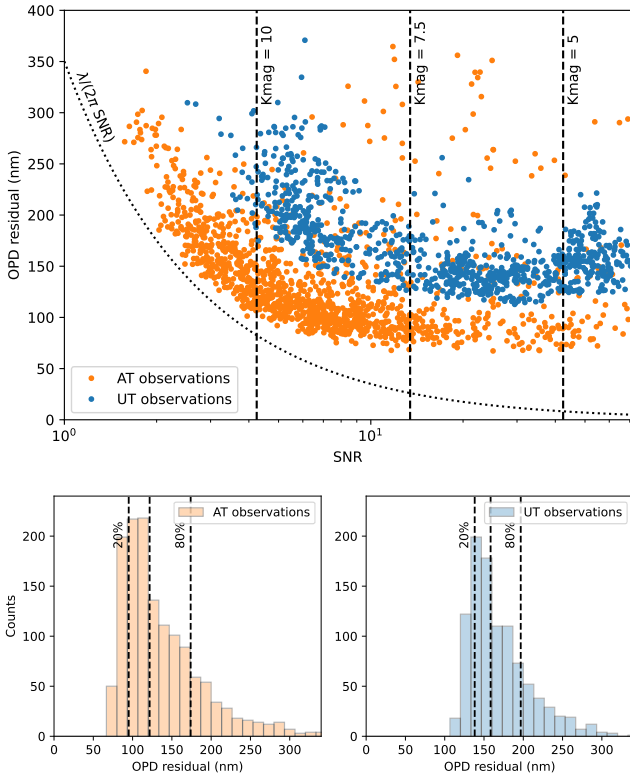 400
350
300
250
200
150
100
50
0
OPD residual (nm)
λ/(2π SNR)
Kmag = 10
Kmag = 7.5
Kmag = 5
AT observations
UT observations
10⁰
10¹
SNR
200
150
100
50
0
Counts
20%
80%
AT observations
0 50 100 150 200 250 300
OPD residual (nm)
200
150
100
50
0
20%
80%
UT observations
0 50 100 150 200 250 300
OPD residual (nm)